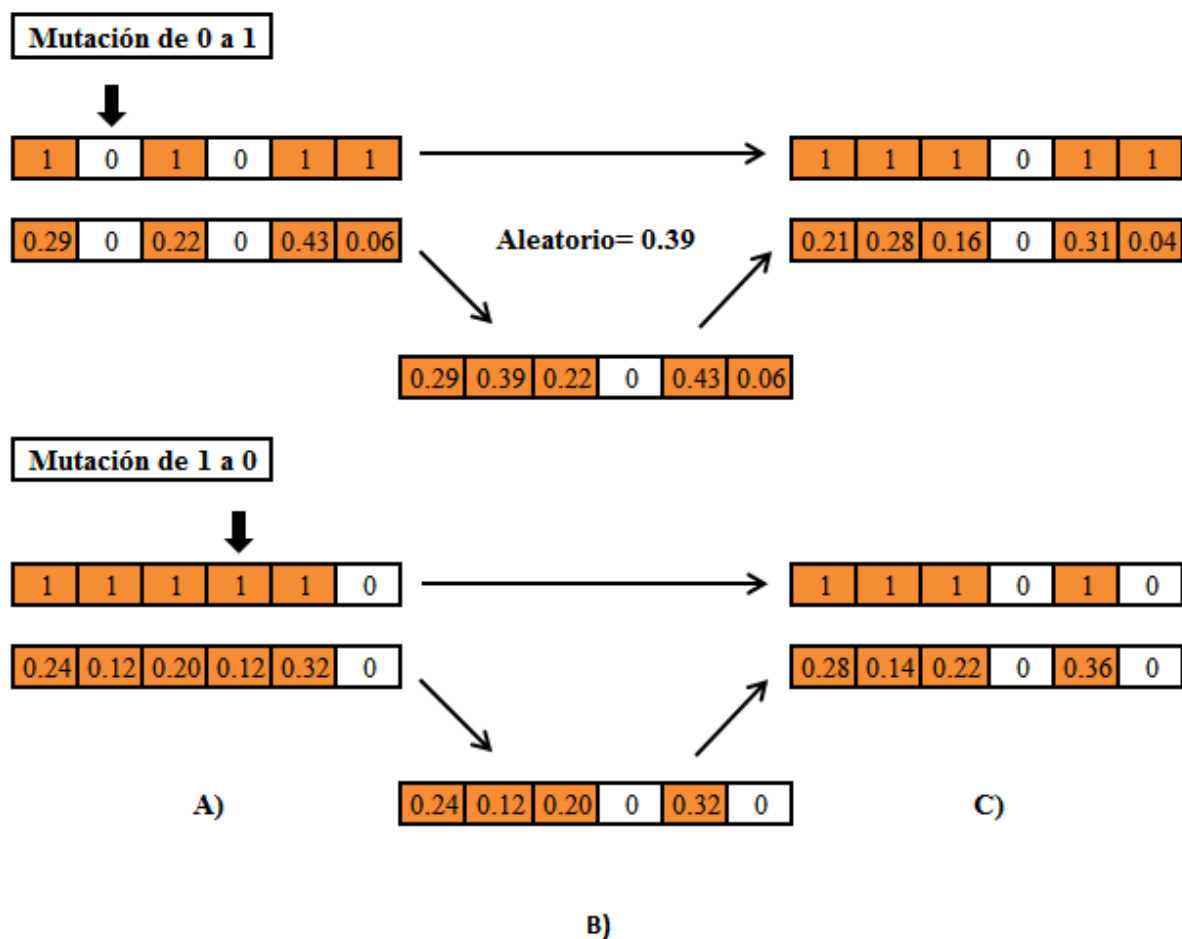 Mutación de 0 a 1
1 0 1 0 1 1 1 1 1 0 1 1
0.29 0 0.22 0 0.43 0.06 Aleatorio= 0.39 0.21 0.28 0.16 0 0.31 0.04
0.29 0.39 0.22 0 0.43 0.06
Mutación de 1 a 0
1 1 1 1 1 0 1 1 1 0 1 0
0.24 0.12 0.20 0.12 0.32 0 0.28 0.14 0.22 0 0.36 0
A) 0.24 0.12 0.20 0 0.32 0 C)
B)